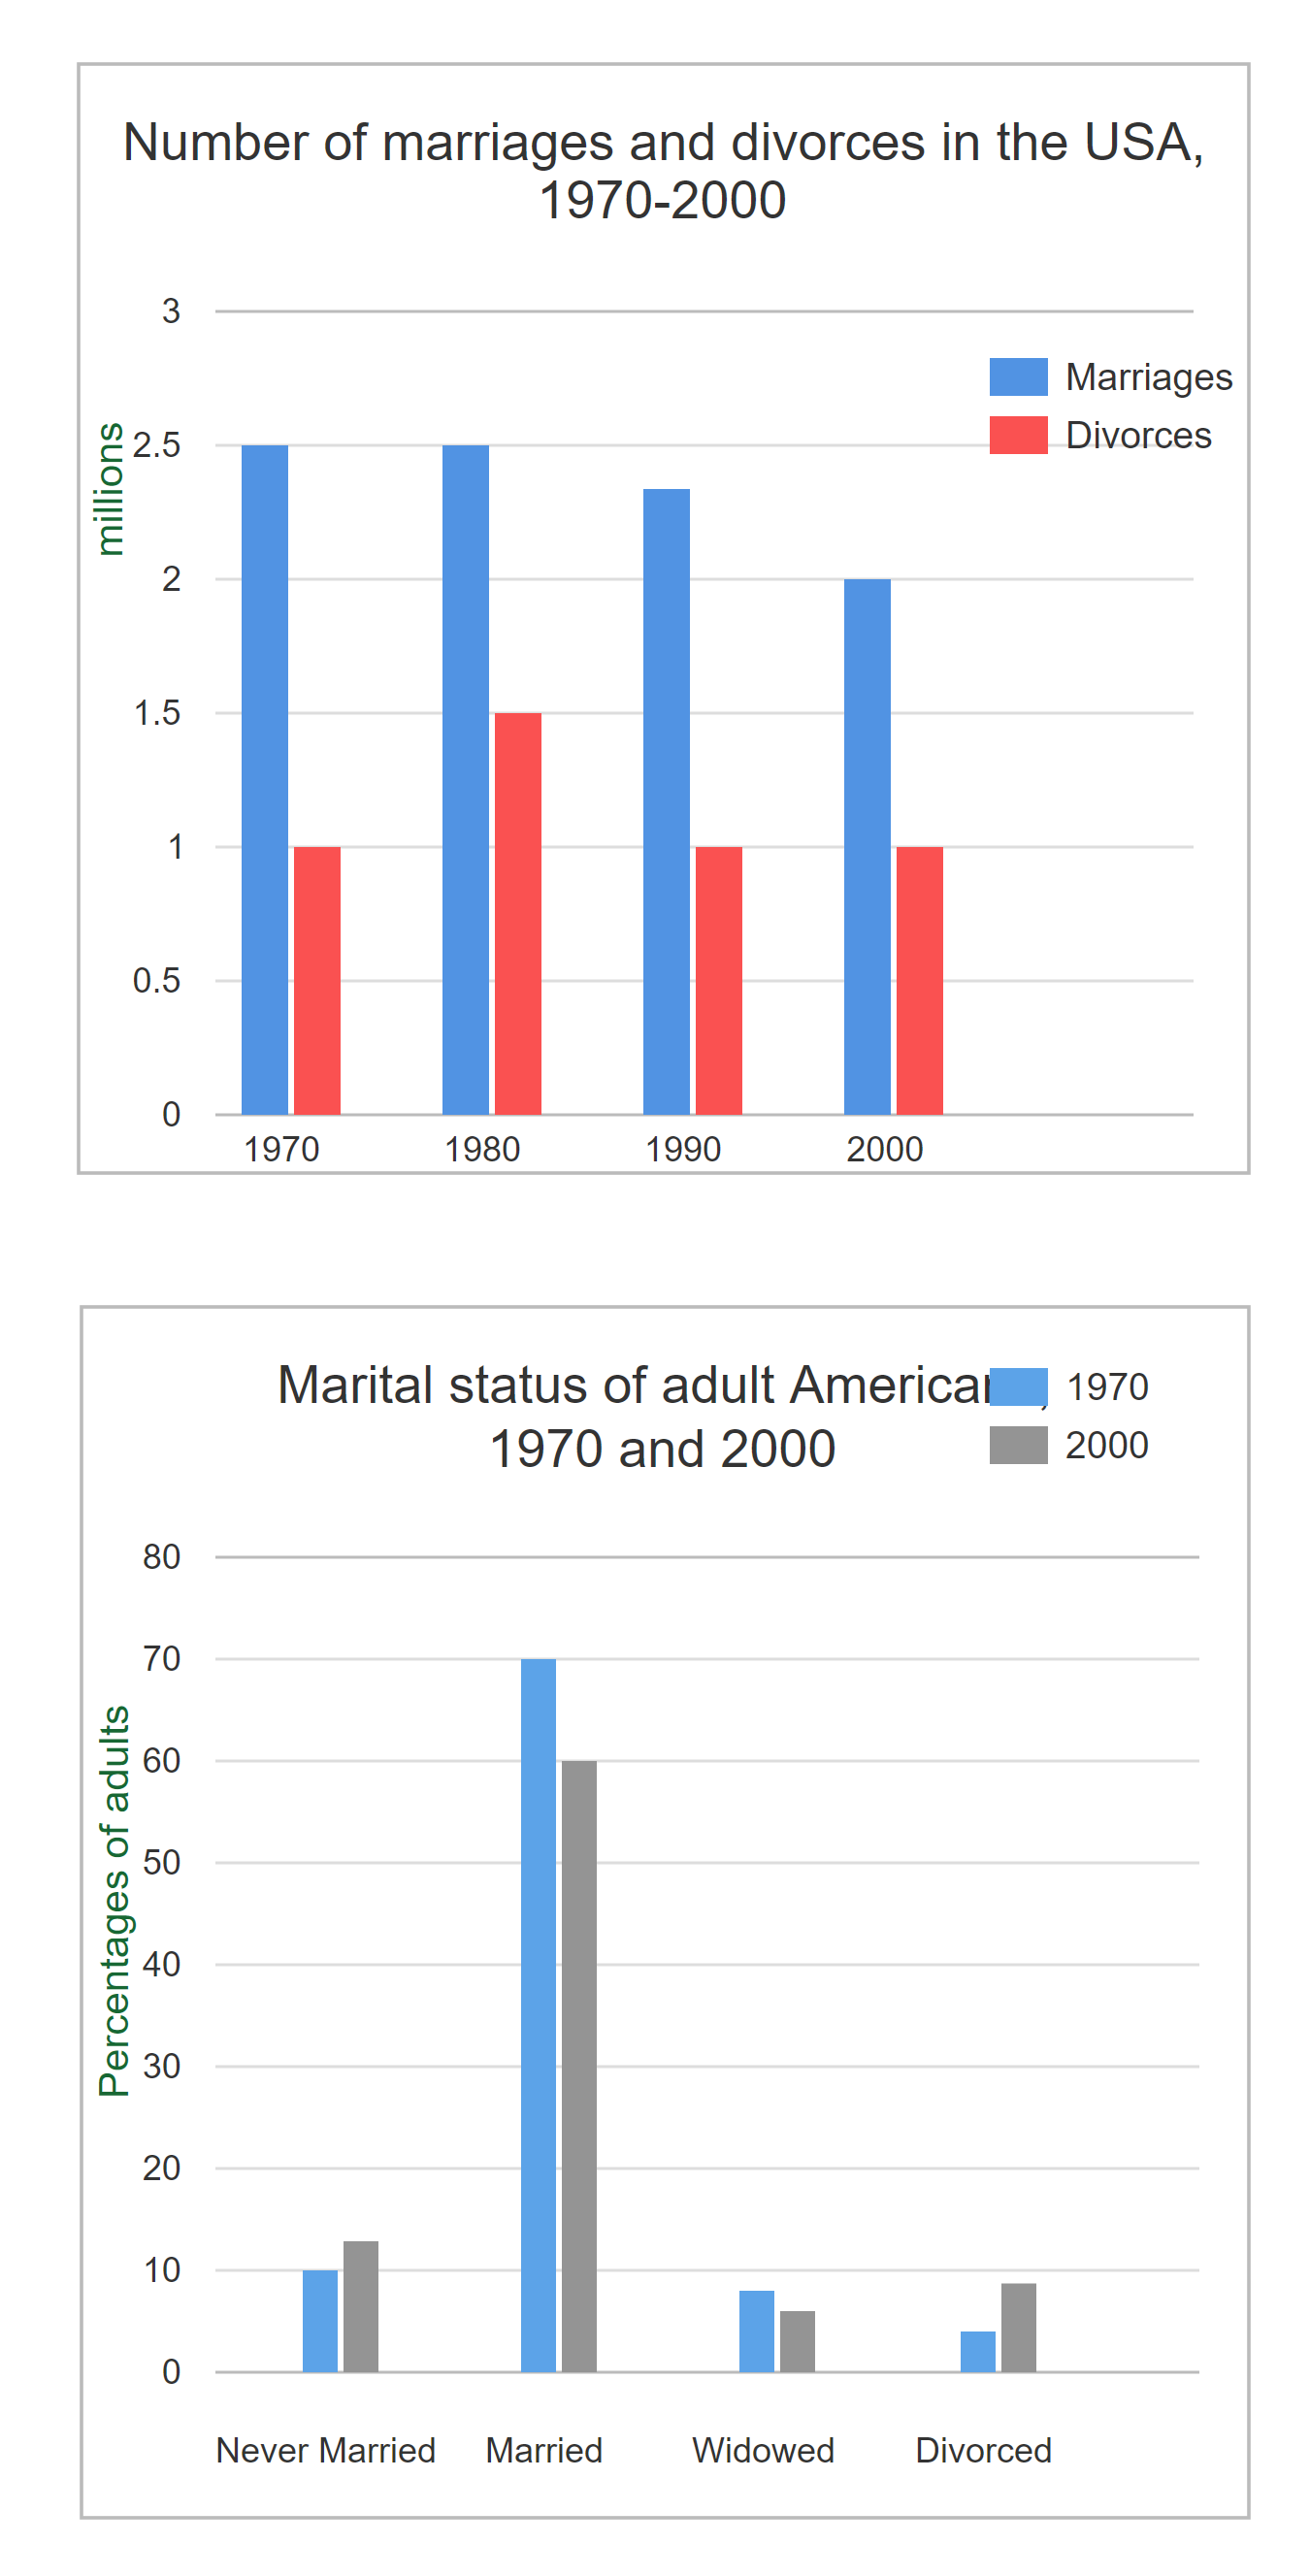 Number of marriages and divorces in the USA,
1970-2000
3
Marriages
2.5
Divorces
millions
2
1.5
1
0.5
0
1970 1980 1990 2000
Marital status of adult
1970
1970 and 2000
2000
80
70
60
50
40
30
20
10
0
Percentages of adults
Never Married Married Widowed Divorced